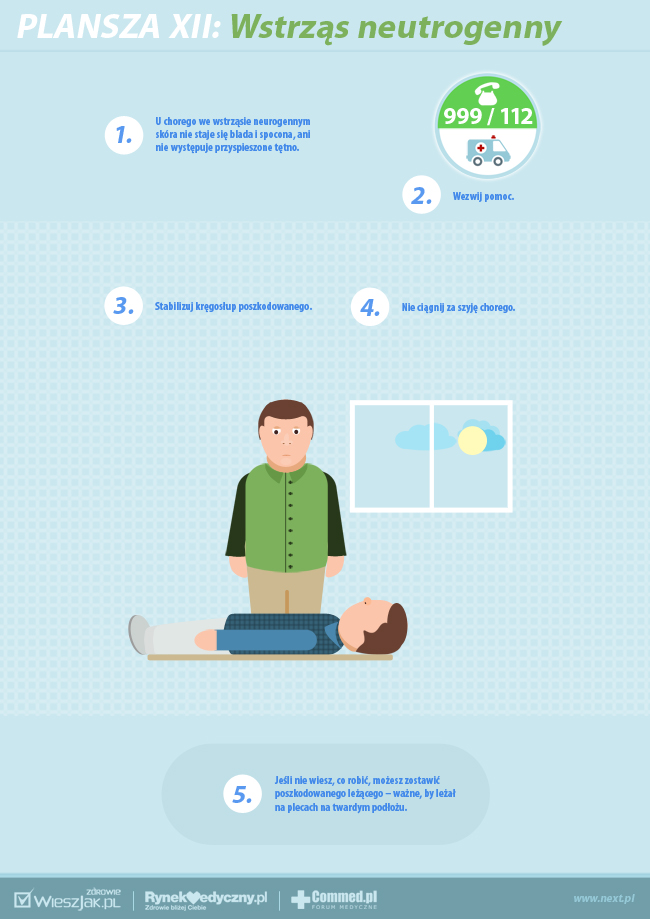 PLANSZA XII: Wstrząs neutrogenny
999 / 112
1.
U chorego we wstrząsie neurogennym
skóra nie staje się blada i spocona, ani
nie występuje przyspieszone tętno.
2.
Wezwij pomoc.
3.
Stabilizuj kręgosłup poszkodowanego.
4.
Nie ciągnij za szyję chorego.
5.
Jeśli nie wiesz, co robić, możesz zostawić
poszkodowanego leżącego – ważne, by leżał
na plecach na twardym podłożu.
ZDROWIE
WIESZJAK.PL
RynekMedyczny.pl
Zdrowie bliżej Ciebie
Commed.pl
FORUM MEDYCZNE
www.next.pl